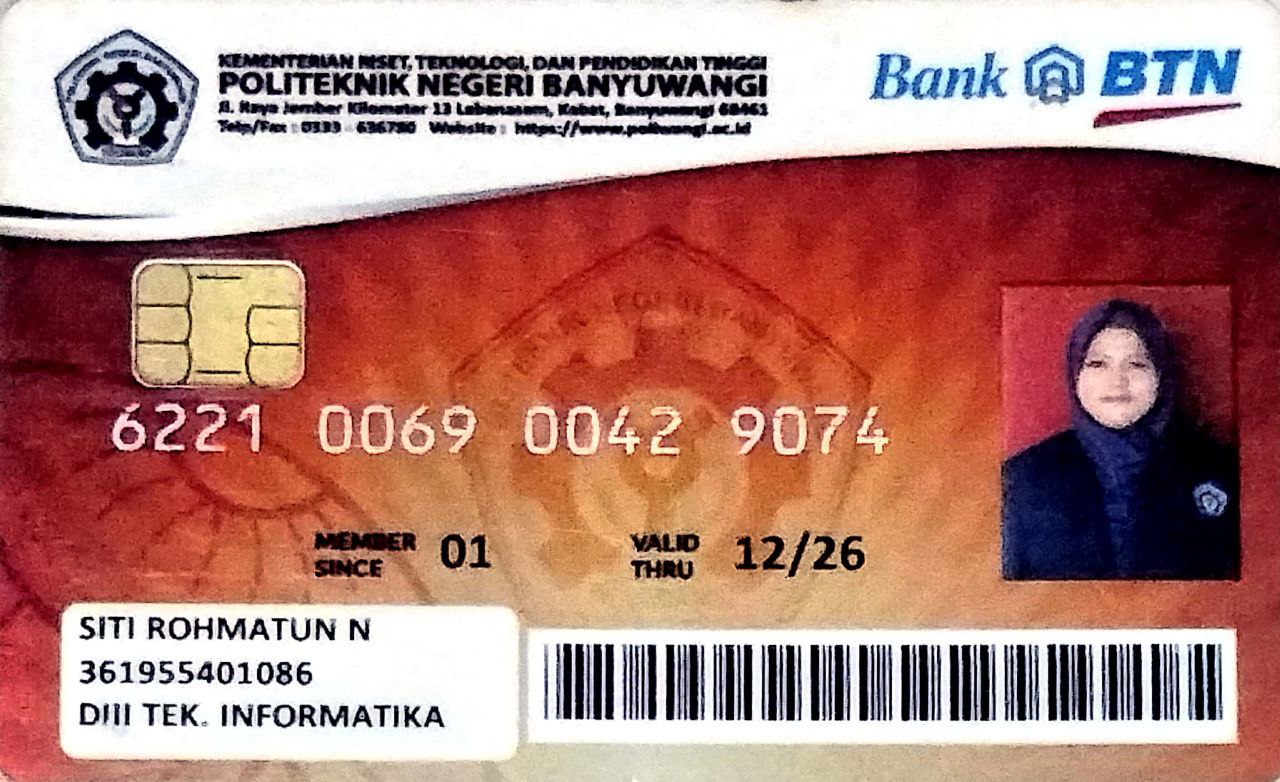 KEMENTERIAN RISET, TEKNOLOGI, DAN PENDIDIKAN TINGGI
POLITEKNIK NEGERI BANYUWANGI
Jl. Raya Jember Kilometer 13 Labanasem, Kabat, Banyuwangi 68461
Telp/Fax : 0333 - 636780 Website : https://www.poliwangi.ac.id
Bank BTN
6221 0069 0042 9074
MEMBER SINCE 01
VALID THRU 12/26
SITI ROHMATUN N
361955401086
DIII TEK. INFORMATIKA